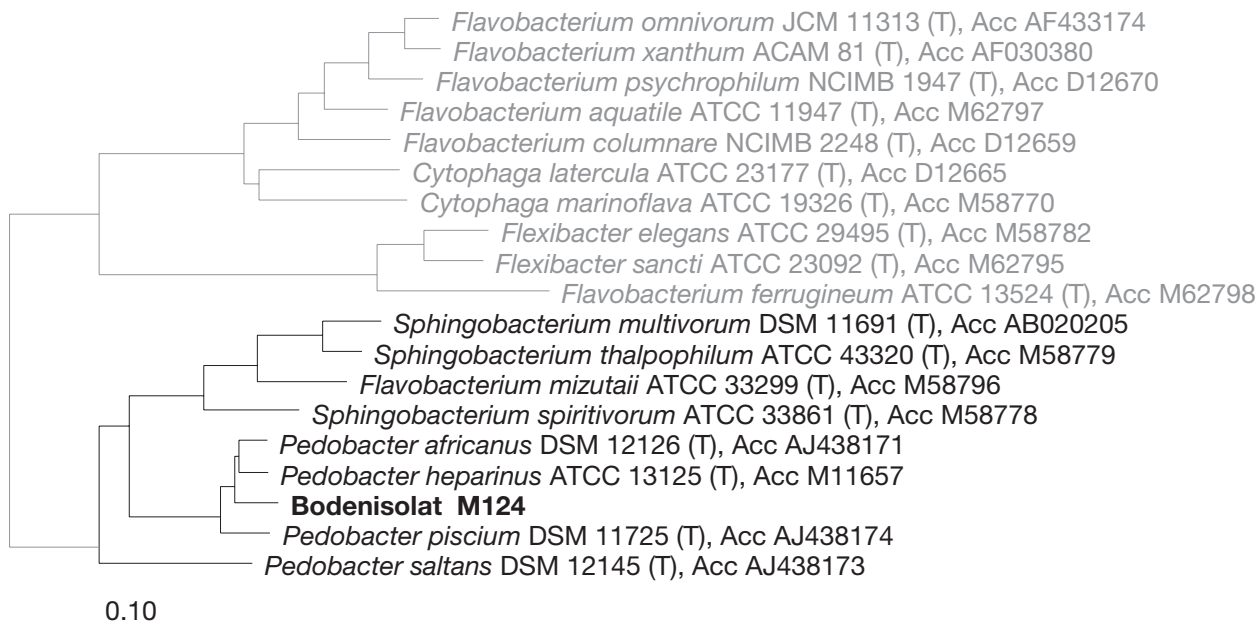 Flavobacterium omnivorum JCM 11313 (T), Acc AF433174
Flavobacterium xanthum ACAM 81 (T), Acc AF030380
Flavobacterium psychrophilum NCIMB 1947 (T), Acc D12670
Flavobacterium aquatile ATCC 11947 (T), Acc M62797
Flavobacterium columnare NCIMB 2248 (T), Acc D12659
Cytophaga latercula ATCC 23177 (T), Acc D12665
Cytophaga marinoflava ATCC 19326 (T), Acc M58770
Flexibacter elegans ATCC 29495 (T), Acc M58782
Flexibacter sancti ATCC 23092 (T), Acc M62795
Flavobacterium ferrugineum ATCC 13524 (T), Acc M62798
Sphingobacterium multivorum DSM 11691 (T), Acc AB020205
Sphingobacterium thalpophilum ATCC 43320 (T), Acc M58779
Flavobacterium mizutaii ATCC 33299 (T), Acc M58796
Sphingobacterium spiritivorum ATCC 33861 (T), Acc M58778
Pedobacter africanus DSM 12126 (T), Acc AJ438171
Pedobacter heparinus ATCC 13125 (T), Acc M11657
Bodenisolat M124
Pedobacter piscium DSM 11725 (T), Acc AJ438174
Pedobacter saltans DSM 12145 (T), Acc AJ438173
0.10